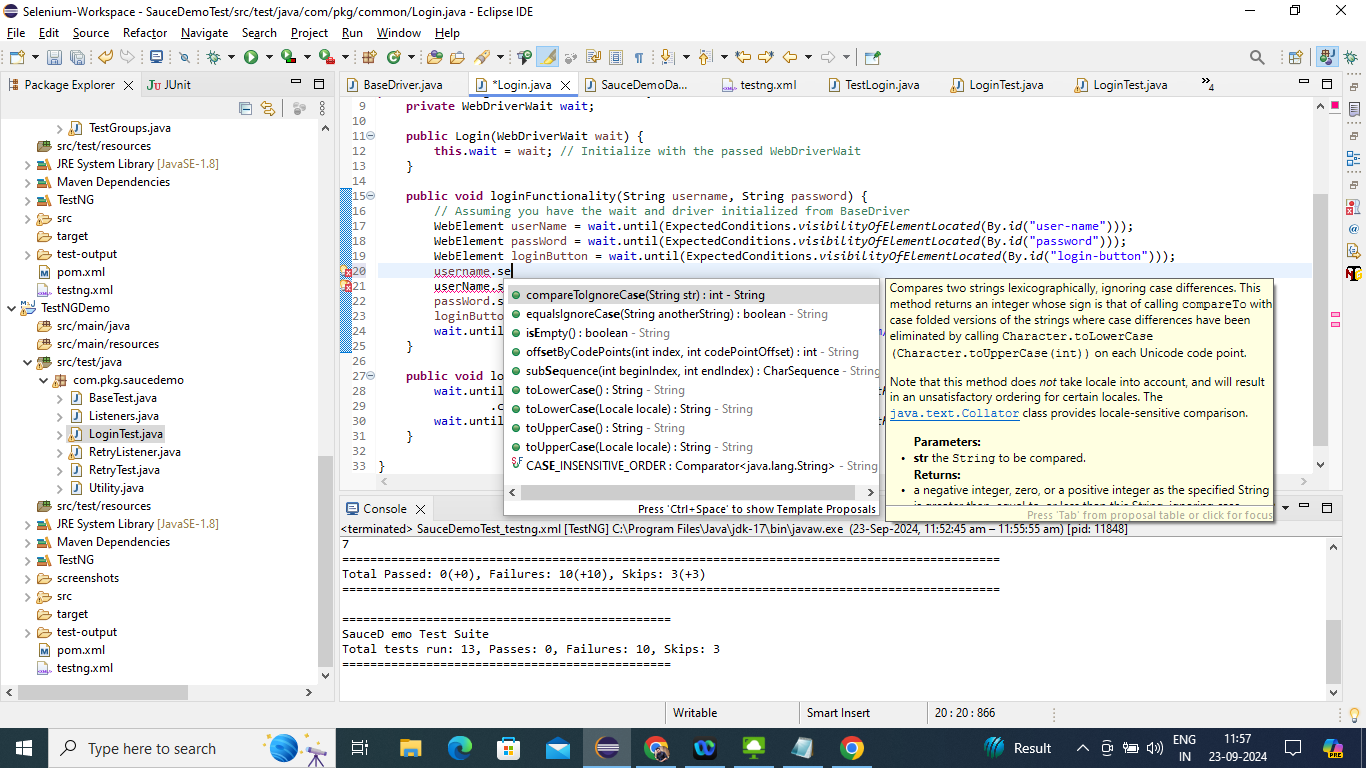 Selenium-Workspace - SauceDemoTest/src/test/java/com/pkg/common/Login.java - Eclipse IDE
File Edit Source Refactor Navigate Search Project Run Window Help
Package Explorer JUnit
TestGroups.java
src/test/resources
JRE System Library [JavaSE-1.8]
Maven Dependencies
TestNG
src
target
test-output
pom.xml
testng.xml
TestNGDemo
src/main/java
src/main/resources
src/test/java
com.pkg.saucedemo
BaseTest.java
Listeners.java
LoginTest.java
RetryListener.java
RetryTest.java
Utility.java
src/test/resources
JRE System Library [JavaSE-1.8]
Maven Dependencies
TestNG
screenshots
src
target
test-output
pom.xml
testng.xml
BaseDriver.java *Login.java SauceDemoDa... testng.xml TestLogin.java LoginTest.java LoginTest.java 4
9 private WebDriverWait wait;
10
11 public Login(WebDriverWait wait) {
12 this.wait = wait; // Initialize with the passed WebDriverWait
13 }
14
15 public void loginFunctionality(String username, String password) {
16 // Assuming you have the wait and driver initialized from BaseDriver
17 WebElement userName = wait.until(ExpectedConditions.visibilityOfElementLocated(By.id("user-name")));
18 WebElement passWord = wait.until(ExpectedConditions.visibilityOfElementLocated(By.id("password")));
19 WebElement loginButton = wait.until(ExpectedConditions.visibilityOfElementLocated(By.id("login-button")));
20 username.se
21 userName.s
22 passWord.s
23 loginButto
24 wait.until
25 }
26
27 public void lo
28 wait.until
29 .c
30 wait.until
31 }
32
33 }
compareToIgnoreCase(String str) : int - String
equalsIgnoreCase(String anotherString) : boolean - String
isEmpty() : boolean - String
offsetByCodePoints(int index, int codePointOffset) : int - String
subSequence(int beginIndex, int endIndex) : CharSequence - String
toLowerCase() : String - String
toLowerCase(Locale locale) : String - String
toUpperCase() : String - String
toUpperCase(Locale locale) : String - String
CASE_INSENSITIVE_ORDER : Comparator<java.lang.String> - String
Press 'Ctrl+Space' to show Template Proposals
Compares two strings lexicographically, ignoring case differences. This
method returns an integer whose sign is that of calling compareTo with
case folded versions of the strings where case differences have been
eliminated by calling Character.toLowerCase
(Character.toUpperCase(int)) on each Unicode code point.
Note that this method does not take locale into account, and will result
in an unsatisfactory ordering for certain locales. The
java.text.Collator class provides locale-sensitive comparison.
Parameters:
• str the String to be compared.
Returns:
• a negative integer, zero, or a positive integer as the specified String
Press 'Tab' from proposal table or click for focus
Console
<terminated> SauceDemoTest_testng.xml [TestNG] C:\Program Files\Java\jdk-17\bin\javaw.exe (23-Sep-2024, 11:52:45 am – 11:55:55 am) [pid: 11848]
7
===============================================================================================
Total Passed: 0(+0), Failures: 10(+10), Skips: 3(+3)
===============================================================================================
===============================================
SauceD emo Test Suite
Total tests run: 13, Passes: 0, Failures: 10, Skips: 3
===============================================
Writable Smart Insert 20 : 20 : 866
Type here to search Result ENG IN 11:57 23-09-2024